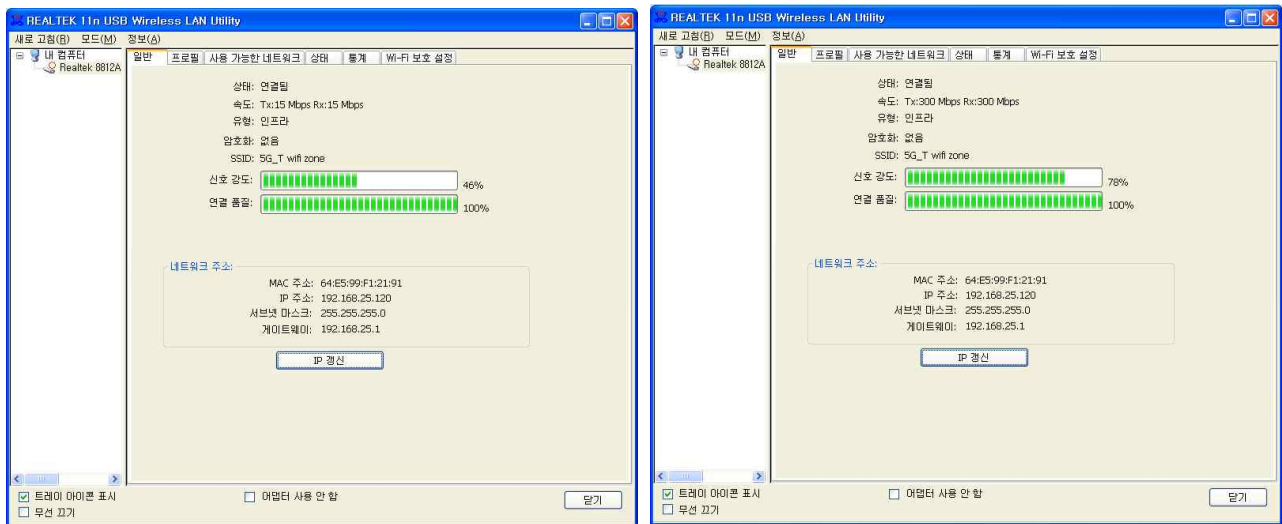 REALTEK 11n USB Wireless LAN Utility
새로 고침(R) 모드(M) 정보(A)
내 컴퓨터
Realtek 8812A
일반 프로필 사용 가능한 네트워크 상태 통계 Wi-Fi 보호 설정
상태: 연결됨
속도: Tx:15 Mbps Rx:15 Mbps
유형: 인프라
암호화: 없음
SSID: 5G_T wifi zone
신호 강도: 46%
연결 품질: 100%
네트워크 주소:
MAC 주소: 64:E5:99:F1:21:91
IP 주소: 192.168.25.120
서브넷 마스크: 255.255.255.0
게이트웨이: 192.168.25.1
IP 갱신
트레이 아이콘 표시
어댑터 사용 안 함
무선 끄기
닫기
REALTEK 11n USB Wireless LAN Utility
새로 고침(R) 모드(M) 정보(A)
내 컴퓨터
Realtek 8812A
일반 프로필 사용 가능한 네트워크 상태 통계 Wi-Fi 보호 설정
상태: 연결됨
속도: Tx:300 Mbps Rx:300 Mbps
유형: 인프라
암호화: 없음
SSID: 5G_T wifi zone
신호 강도: 78%
연결 품질: 100%
네트워크 주소:
MAC 주소: 64:E5:99:F1:21:91
IP 주소: 192.168.25.120
서브넷 마스크: 255.255.255.0
게이트웨이: 192.168.25.1
IP 갱신
트레이 아이콘 표시
어댑터 사용 안 함
무선 끄기
닫기